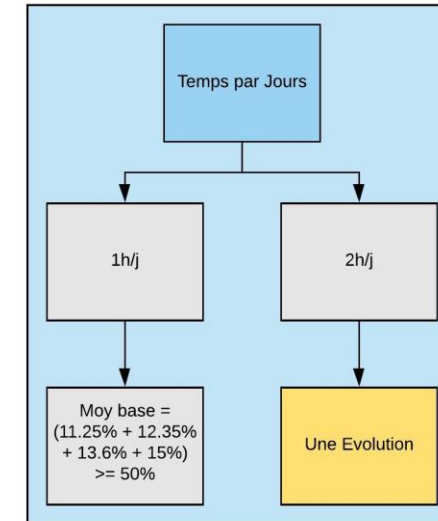 Temps par Jours
1h/j
2h/j
Moy base =
(11.25% + 12.35%
+ 13.6% + 15%)
>= 50%
Une Evolution